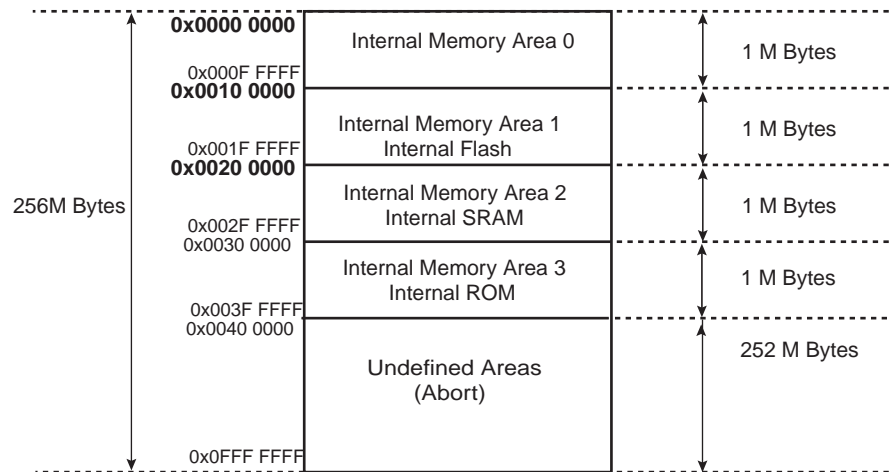 0x0000 0000
Internal Memory Area 0
1 M Bytes
0x000F FFFF
0x0010 0000
Internal Memory Area 1
Internal Flash
1 M Bytes
0x001F FFFF
0x0020 0000
256M Bytes
Internal Memory Area 2
Internal SRAM
1 M Bytes
0x002F FFFF
0x0030 0000
Internal Memory Area 3
Internal ROM
1 M Bytes
0x003F FFFF
0x0040 0000
252 M Bytes
Undefined Areas
(Abort)
0x0FFF FFFF